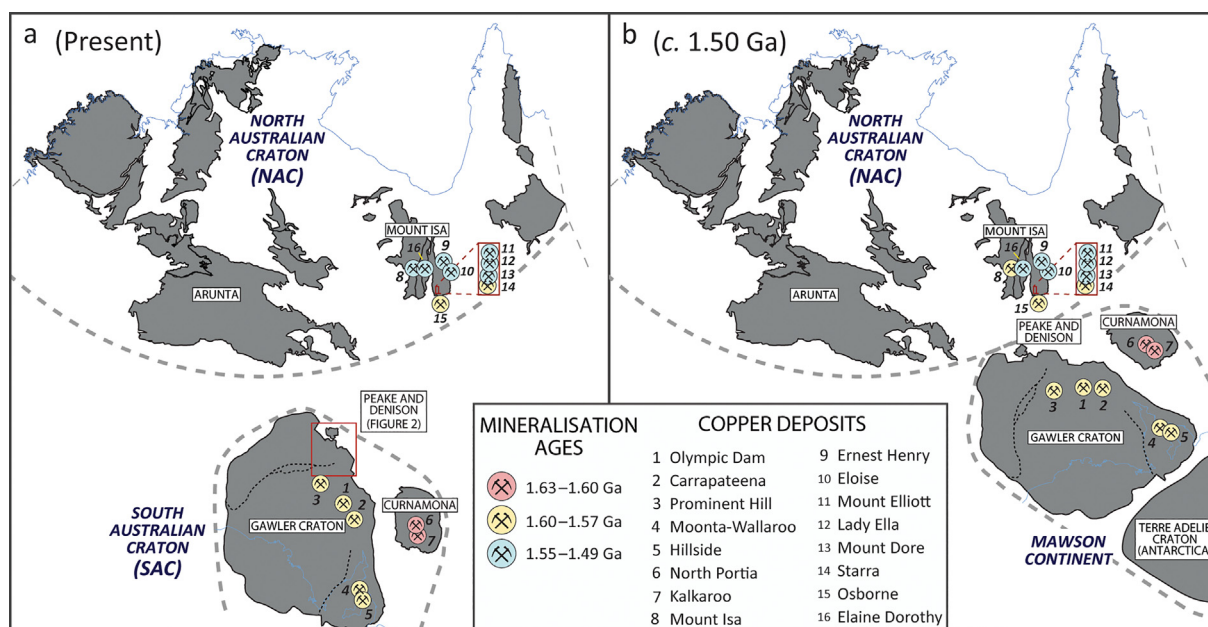 a (Present)
NORTH
AUSTRALIAN
CRATON
(NAC)
MOUNT ISA
16
9
8
10
11
12
13
14
15
ARUNTA
PEAKE AND
DENISON
(FIGURE 2)
3
1
2
GAWLER CRATON
CURNAMONA
6
7
SOUTH
AUSTRALIAN
CRATON
(SAC)
4
5
b (c. 1.50 Ga)
NORTH
AUSTRALIAN
CRATON
(NAC)
MOUNT ISA
16
9
8
10
11
12
13
14
15
ARUNTA
PEAKE AND
DENISON
CURNAMONA
6
7
3
1
2
GAWLER CRATON
4
5
MAWSON
CONTINENT
TERRE ADELIE
CRATON
(ANTARCTICA
MINERALISATION
AGES
1.63–1.60 Ga
1.60–1.57 Ga
1.55–1.49 Ga
COPPER DEPOSITS
1 Olympic Dam
2 Carrapateena
3 Prominent Hill
4 Moonta-Wallaroo
5 Hillside
6 North Portia
7 Kalkaroo
8 Mount Isa
9 Ernest Henry
10 Eloise
11 Mount Elliott
12 Lady Ella
13 Mount Dore
14 Starra
15 Osborne
16 Elaine Dorothy